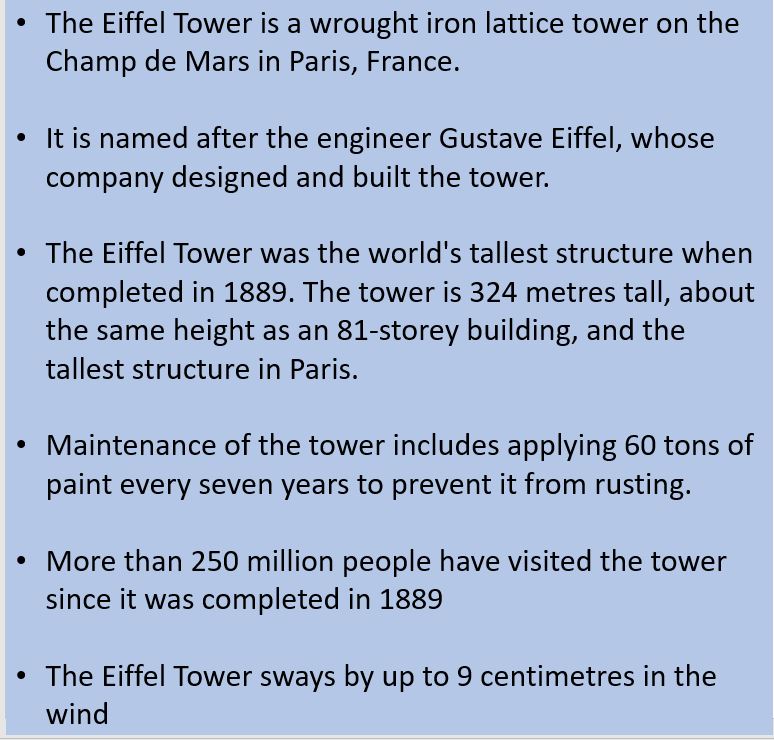 • The Eiffel Tower is a wrought iron lattice tower on the
Champ de Mars in Paris, France.
• It is named after the engineer Gustave Eiffel, whose
company designed and built the tower.
• The Eiffel Tower was the world's tallest structure when
completed in 1889. The tower is 324 metres tall, about
the same height as an 81-storey building, and the
tallest structure in Paris.
• Maintenance of the tower includes applying 60 tons of
paint every seven years to prevent it from rusting.
• More than 250 million people have visited the tower
since it was completed in 1889
• The Eiffel Tower sways by up to 9 centimetres in the
wind